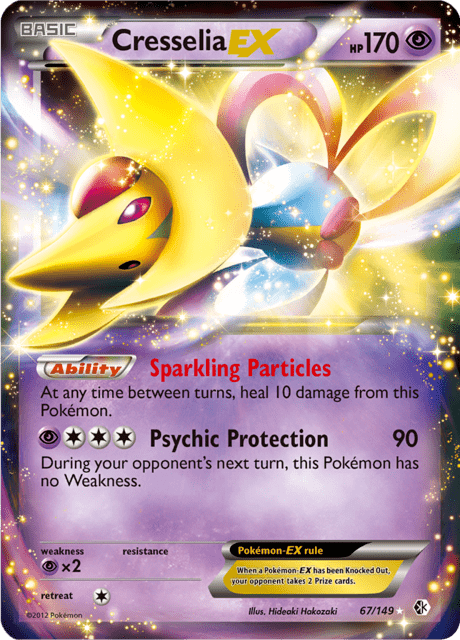 BASIC
Cresselia EX HP170
Ability Sparkling Particles
At any time between turns, heal 10 damage from this
Pokémon.
Psychic Protection 90
During your opponent's next turn, this Pokémon has
no Weakness.
weakness resistance
×2
Pokémon-EX rule
When a Pokémon-EX has been Knocked Out,
your opponent takes 2 Prize cards.
retreat
©2012 Pokémon
Illus. Hideaki Hakozaki 67/149